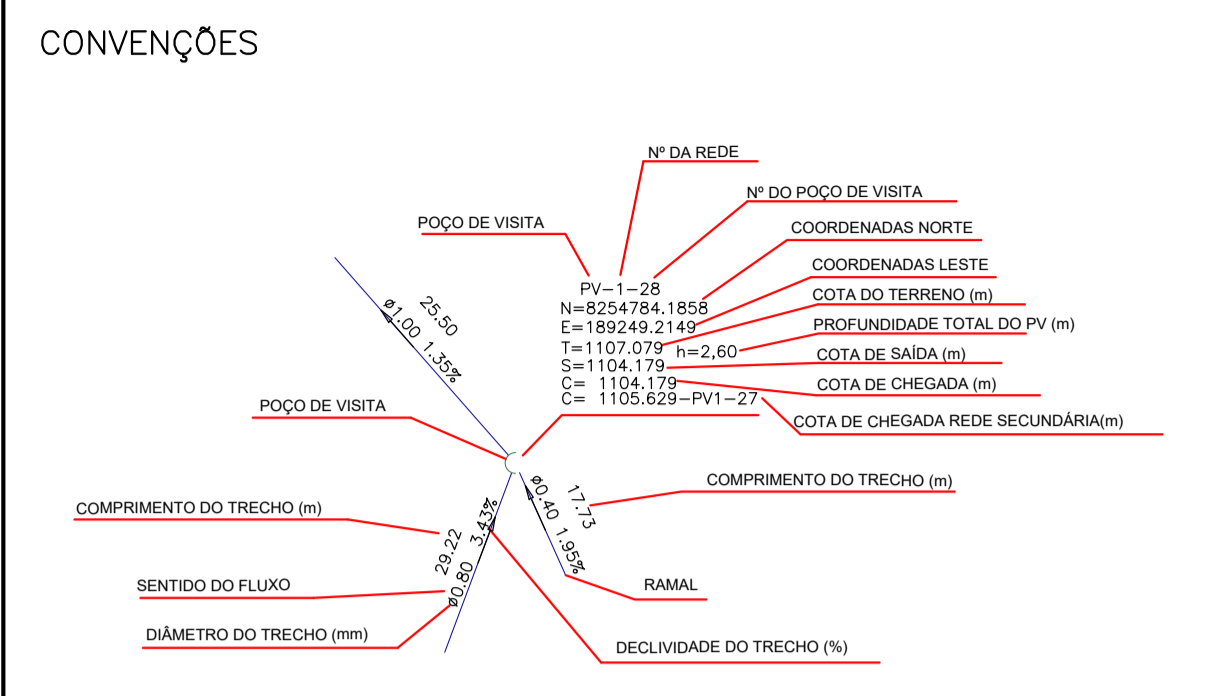 CONVENÇÕES
Nº DA REDE
Nº DO POÇO DE VISITA
POÇO DE VISITA
COORDENADAS NORTE
COORDENADAS LESTE
PV-1-28
COTA DO TERRENO (m)
N=8254784.1858
E=189249.2149
PROFUNDIDADE TOTAL DO PV (m)
T=1107.079 h=2,60
COTA DE SAÍDA (m)
S=1104.179
COTA DE CHEGADA (m)
C= 1104.179
C= 1105.629-PV1-27
COTA DE CHEGADA REDE SECUNDÁRIA(m)
25.50
ø1.00 1.35%
POÇO DE VISITA
COMPRIMENTO DO TRECHO (m)
17.73
ø0.40 1.95%
COMPRIMENTO DO TRECHO (m)
29.22
ø0.80 3.43%
SENTIDO DO FLUXO
RAMAL
DIÂMETRO DO TRECHO (mm)
DECLIVIDADE DO TRECHO (%)